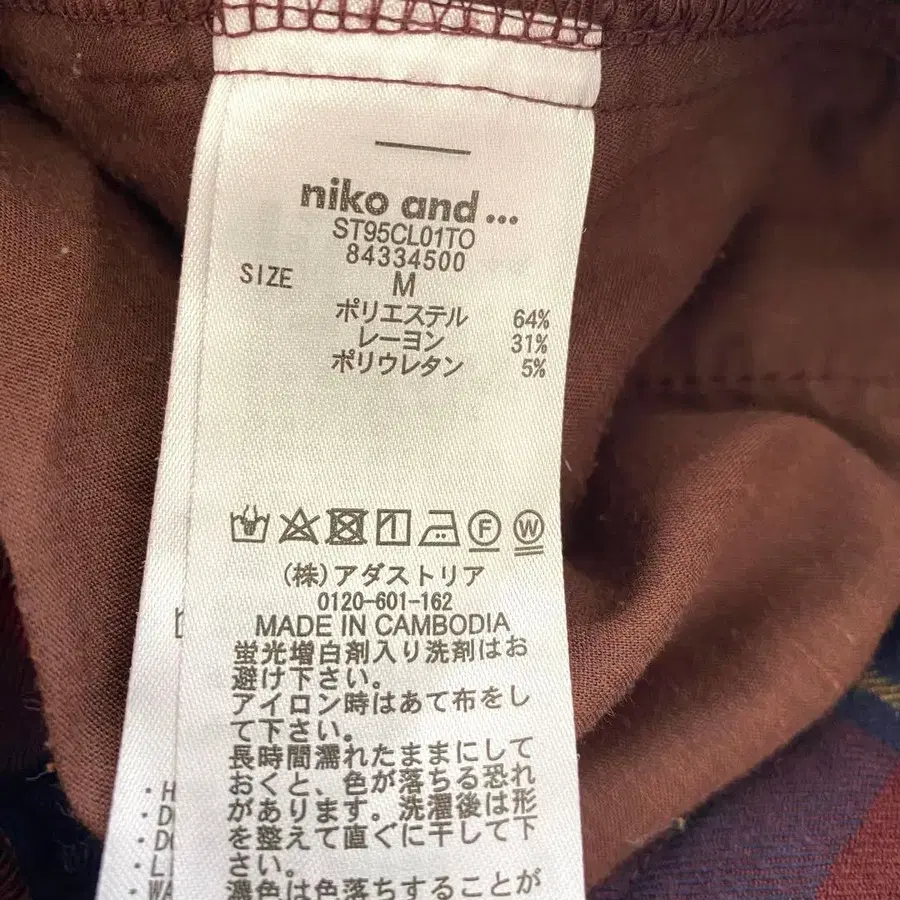 niko and ...
ST95CL01TO
84334500
SIZE M
ポリエステル 64%
レーヨン 31%
ポリウレタン 5%
F W
(株)アダストリア
0120-601-162
MADE IN CAMBODIA
蛍光増白剤入り洗剤はお
避け下さい。
アイロン時はあて布をし
て下さい。
長時間濡れたままにして
おくと、色が落ちる恐れ
があります。洗濯後は形
を整えて直ぐに干して下
さい。
濃色は色落ちすることが